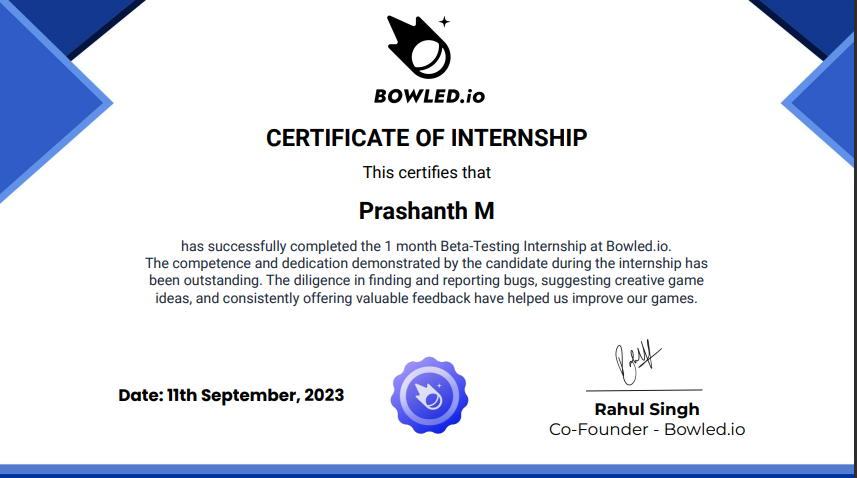 BOWLED.io
CERTIFICATE OF INTERNSHIP
This certifies that
Prashanth M
has successfully completed the 1 month Beta-Testing Internship at Bowled.io.
The competence and dedication demonstrated by the candidate during the internship has
been outstanding. The diligence in finding and reporting bugs, suggesting creative game
ideas, and consistently offering valuable feedback have helped us improve our games.
Date: 11th September, 2023
Rahul Singh
Co-Founder - Bowled.io